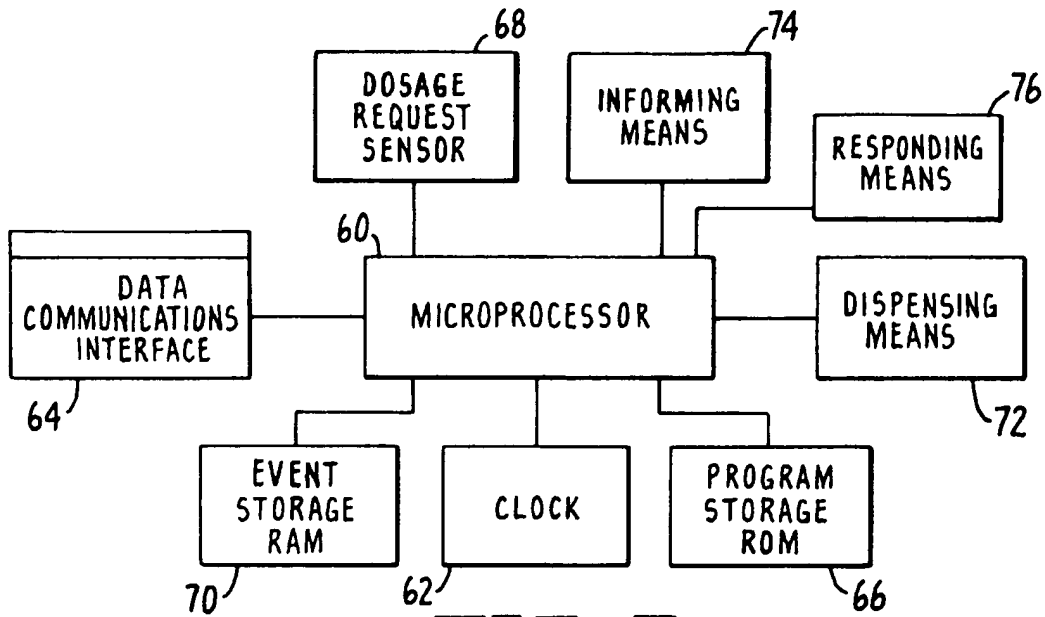 68
DOSAGE
REQUEST
SENSOR
74
INFORMING
MEANS
76
RESPONDING
MEANS
60
MICROPROCESSOR
DATA
COMMUNICATIONS
INTERFACE
64
DISPENSING
MEANS
72
EVENT
STORAGE
RAM
70
CLOCK
62
PROGRAM
STORAGE
ROM
66